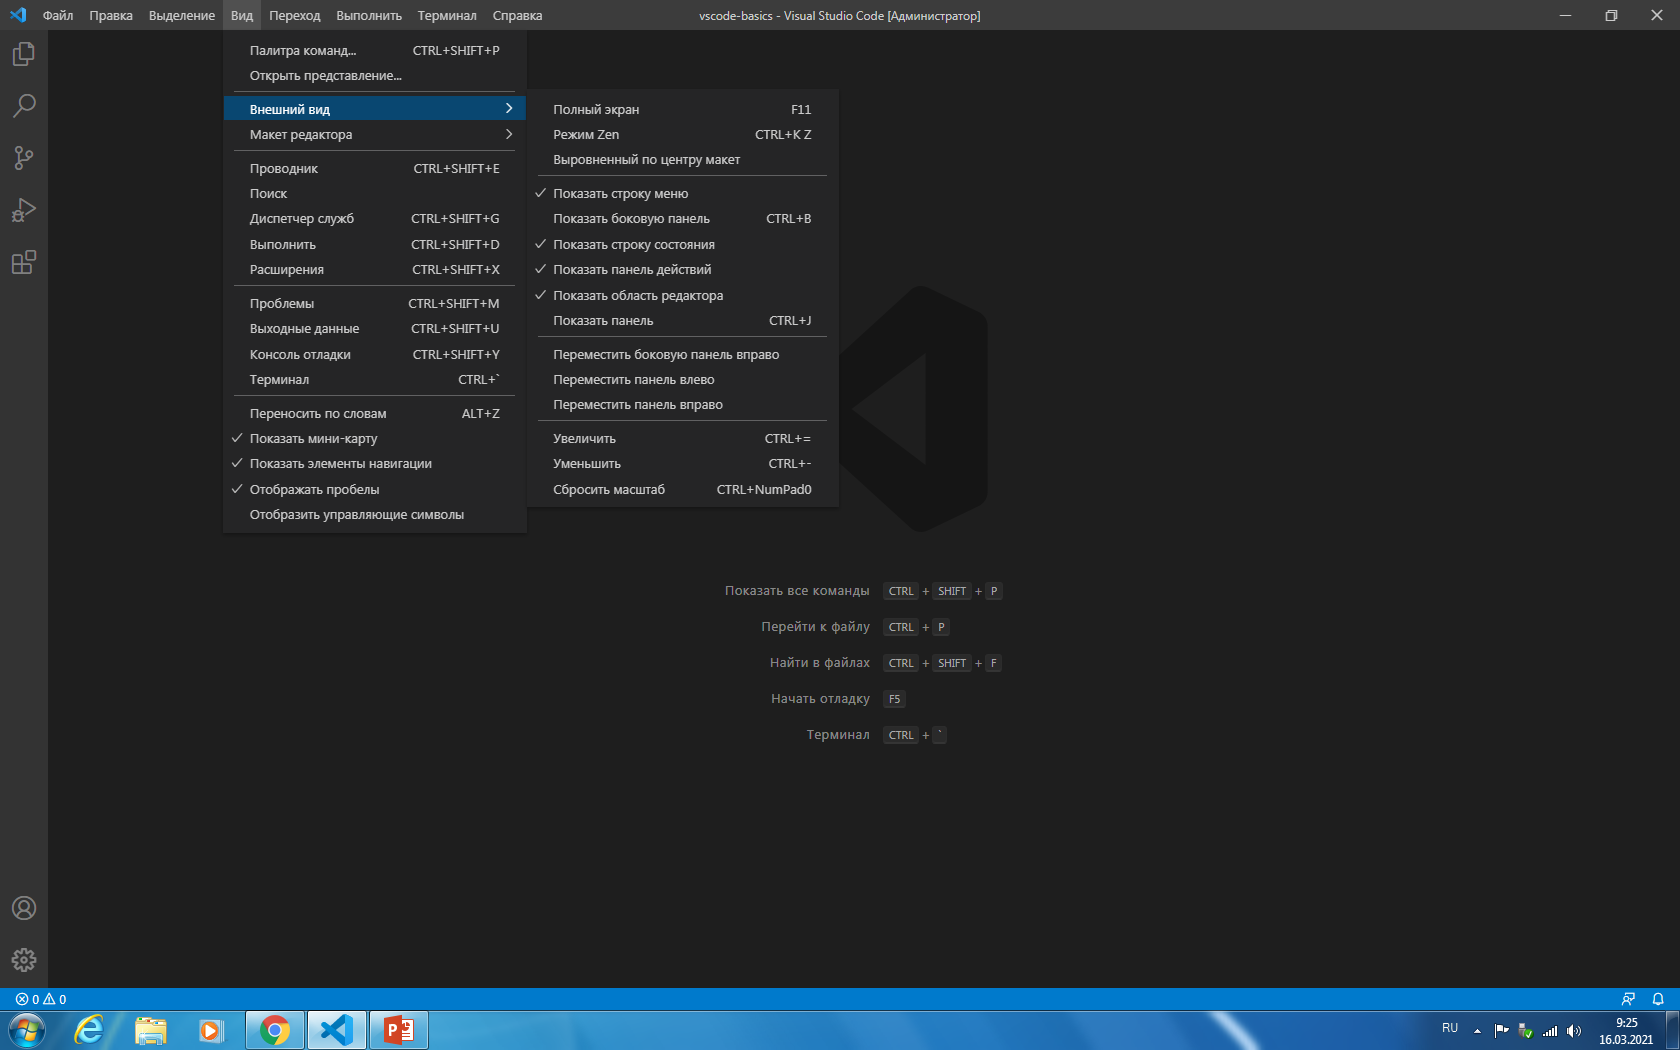 Файл Правка Выделение Вид Переход Выполнить Терминал Справка
vscode-basics - Visual Studio Code [Администратор]
Палитра команд... CTRL+SHIFT+P
Открыть представление...
Внешний вид
Макет редактора
Проводник CTRL+SHIFT+E
Поиск
Диспетчер служб CTRL+SHIFT+G
Выполнить CTRL+SHIFT+D
Расширения CTRL+SHIFT+X
Проблемы CTRL+SHIFT+M
Выходные данные CTRL+SHIFT+U
Консоль отладки CTRL+SHIFT+Y
Терминал CTRL+`
Переносить по словам ALT+Z
Показать мини-карту
Показать элементы навигации
Отображать пробелы
Отобразить управляющие символы
Полный экран F11
Режим Zen CTRL+K Z
Выровненный по центру макет
Показать строку меню
Показать боковую панель CTRL+B
Показать строку состояния
Показать панель действий
Показать область редактора
Показать панель CTRL+J
Переместить боковую панель вправо
Переместить панель влево
Переместить панель вправо
Увеличить CTRL+=
Уменьшить CTRL+-
Сбросить масштаб CTRL+NumPad0
Показать все команды CTRL + SHIFT + P
Перейти к файлу CTRL + P
Найти в файлах CTRL + SHIFT + F
Начать отладку F5
Терминал CTRL + `
0 0
RU
9:25
16.03.2021